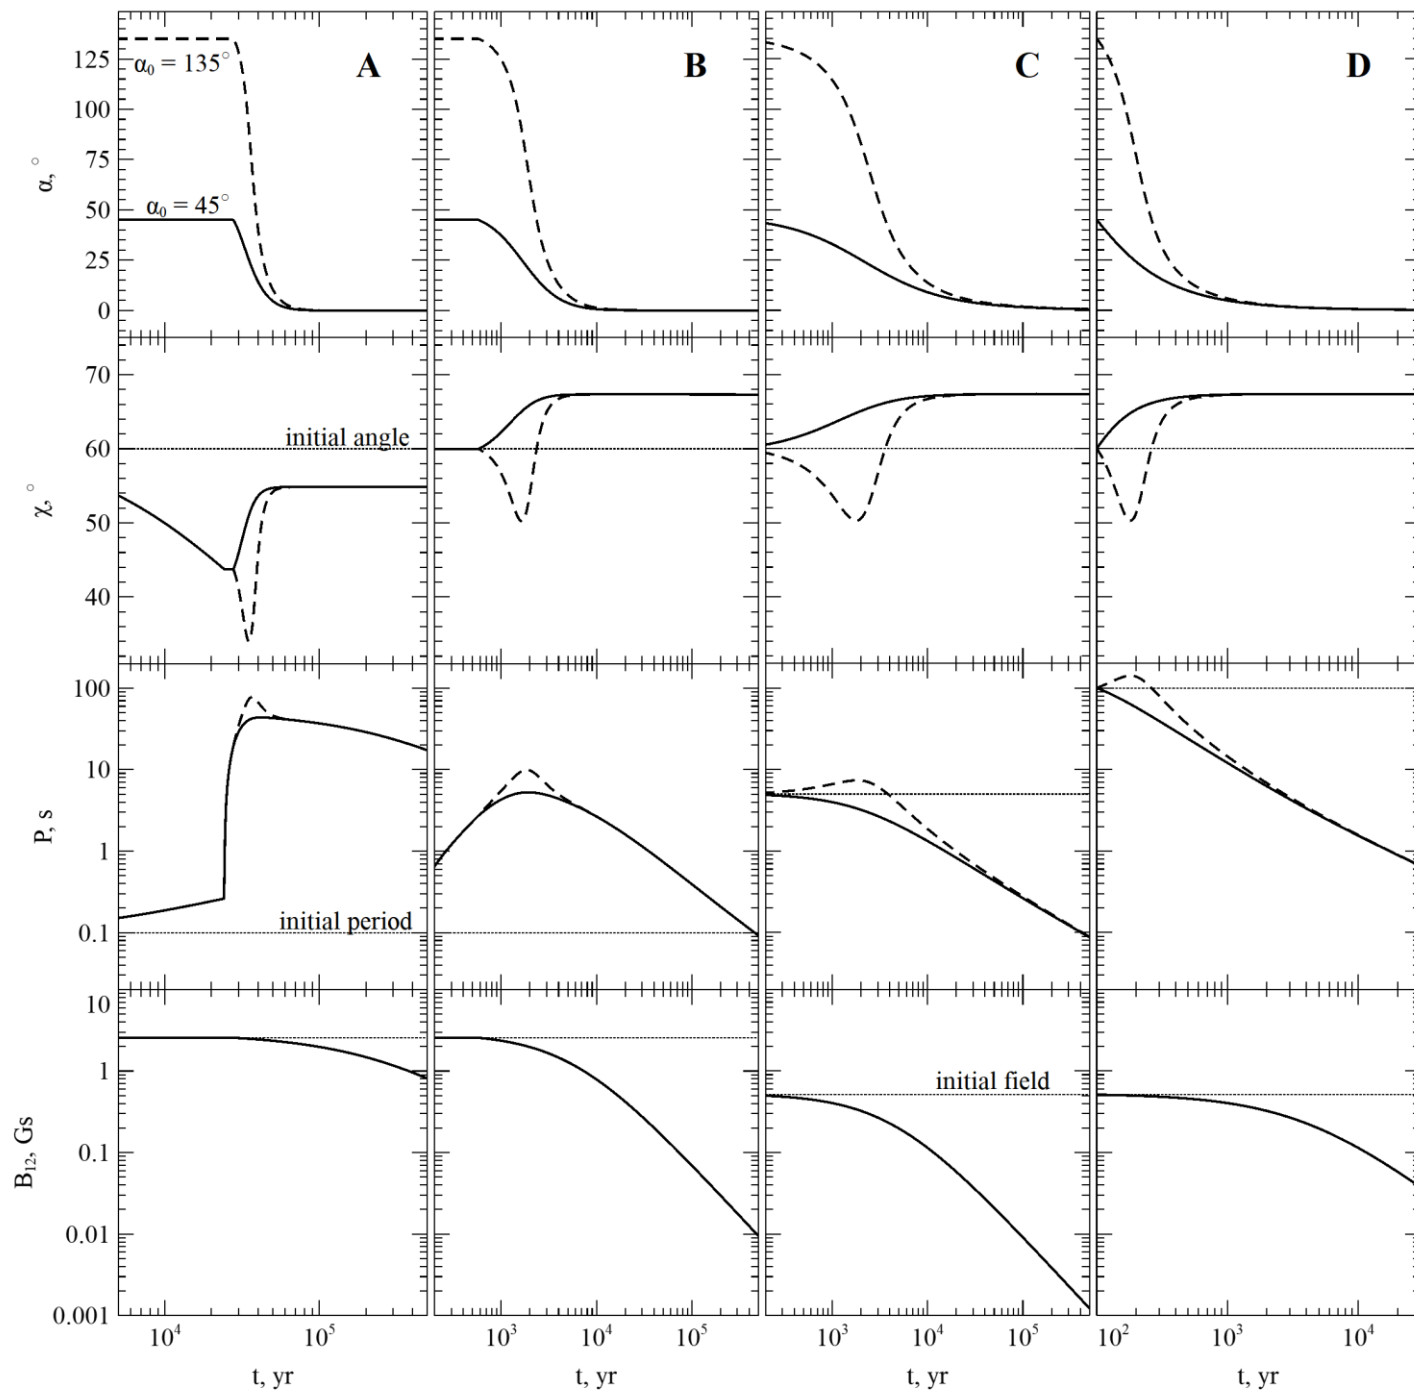 A
B
C
D
α, °
125
100
75
50
25
0
α₀ = 135°
α₀ = 45°
χ, °
70
60
50
40
initial angle
P, s
100
10
1
0.1
initial period
B₁₂, Gs
10
1
0.1
0.01
0.001
initial field
10⁴ 10⁵
10³ 10⁴ 10⁵
10³ 10⁴ 10⁵
10² 10³ 10⁴
t, yr
t, yr
t, yr
t, yr